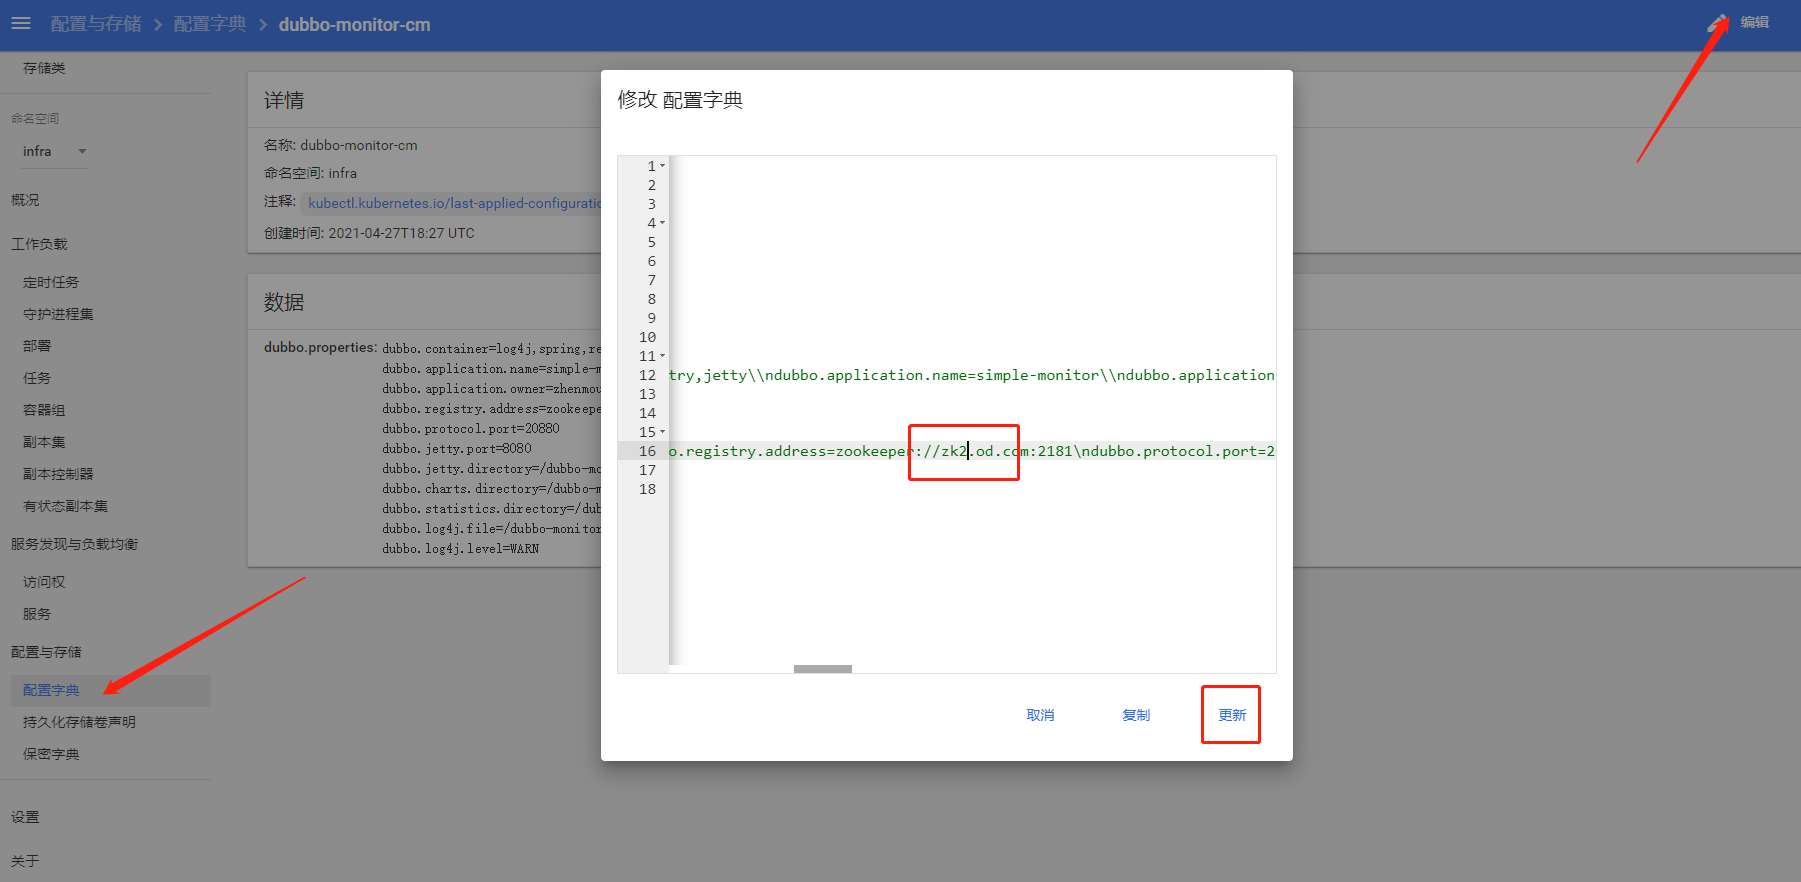 配置与存储 > 配置字典 > dubbo-monitor-cm
编辑
存储类
命名空间
infra
概况
工作负载
定时任务
守护进程集
部署
任务
容器组
副本集
副本控制器
有状态副本集
服务发现与负载均衡
访问权
服务
配置与存储
配置字典
持久化存储卷声明
保密字典
设置
关于
详情
名称: dubbo-monitor-cm
命名空间: infra
注释: kubectl.kubernetes.io/last-applied-configuratio
创建时间: 2021-04-27T18:27 UTC
数据
dubbo.properties: dubbo.container=log4j,spring,re
dubbo.application.name=simple-m
dubbo.application.owner=zhenmou
dubbo.registry.address=zookeepe
dubbo.protocol.port=20880
dubbo.jetty.port=8080
dubbo.jetty.directory=/dubbo-mo
dubbo.charts.directory=/dubbo-m
dubbo.statistics.directory=/dub
dubbo.log4j.file=/dubbo-monitor
dubbo.log4j.level=WARN
修改 配置字典
1
2
3
4
5
6
7
8
9
10
11
12 try,jetty\\ndubbo.application.name=simple-monitor\\ndubbo.application
13
14
15
16 o.registry.address=zookeeper://zk2.od.com:2181\ndubbo.protocol.port=2
17
18
取消
复制
更新